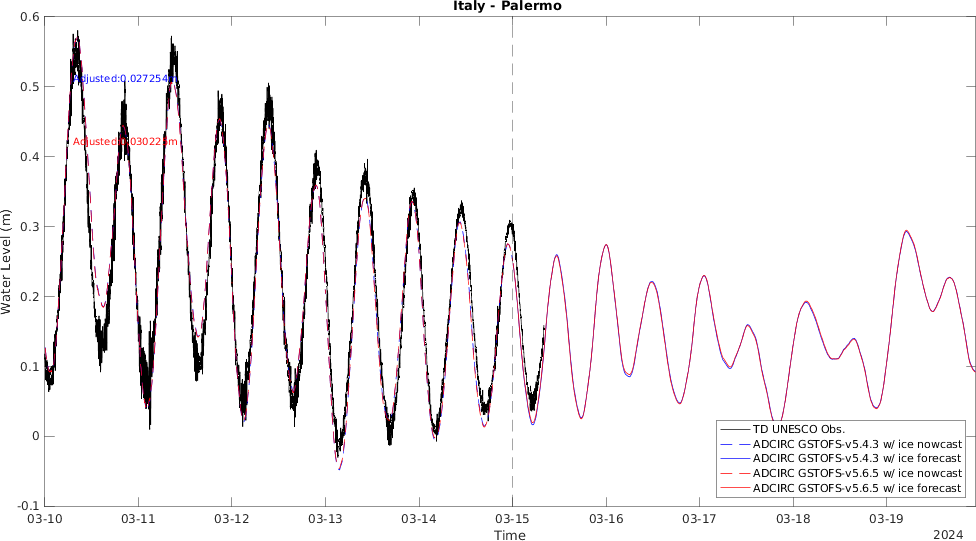 Italy - Palermo
0.6
0.5
0.4
0.3
0.2
0.1
0
-0.1
Water Level (m)
Adjusted:0.027254m
Adjusted:0.030221m
TD UNESCO Obs.
ADCIRC GSTOFS-v5.4.3 w/ ice nowcast
ADCIRC GSTOFS-v5.4.3 w/ ice forecast
ADCIRC GSTOFS-v5.6.5 w/ ice nowcast
ADCIRC GSTOFS-v5.6.5 w/ ice forecast
03-10 03-11 03-12 03-13 03-14 03-15 03-16 03-17 03-18 03-19
Time
2024